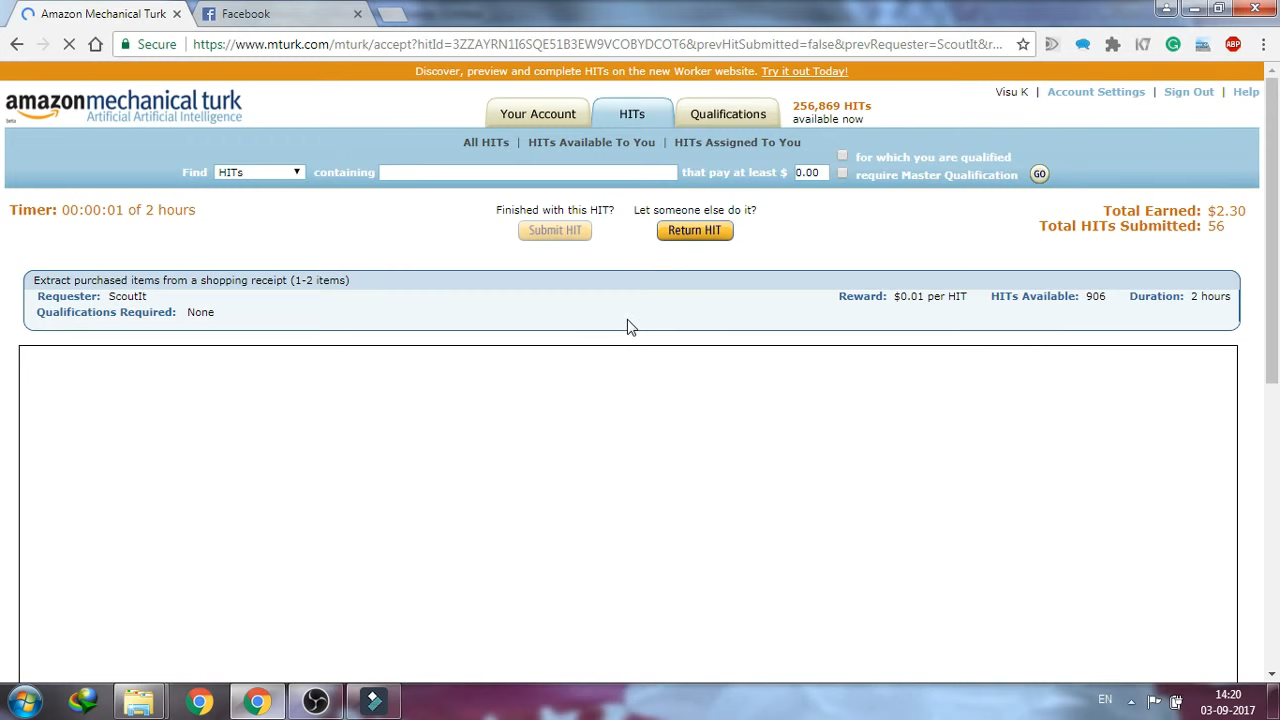 Amazon Mechanical Turk
Facebook
Secure
https://www.mturk.com/mturk/accept?hitId=3ZZAYRN1I6SQE51B3EW9VCOBYDCOT6&prevHitSubmitted=false&prevRequester=ScoutIt&r...
K7
ABP
Discover, preview and complete HITs on the new Worker website. Try it out Today!
amazonmechanical turk
beta
Artificial Artificial Intelligence
Your Account
HITs
Qualifications
256,869 HITs
available now
Visu K | Account Settings | Sign Out | Help
All HITs | HITs Available To You | HITs Assigned To You
Find HITs containing that pay at least $ 0.00
for which you are qualified
require Master Qualification
GO
Timer: 00:00:01 of 2 hours
Finished with this HIT?
Let someone else do it?
Submit HIT
Return HIT
Total Earned: $2.30
Total HITs Submitted: 56
Extract purchased items from a shopping receipt (1-2 items)
Requester: ScoutIt
Reward: $0.01 per HIT
HITs Available: 906
Duration: 2 hours
Qualifications Required: None
EN
14:20
03-09-2017